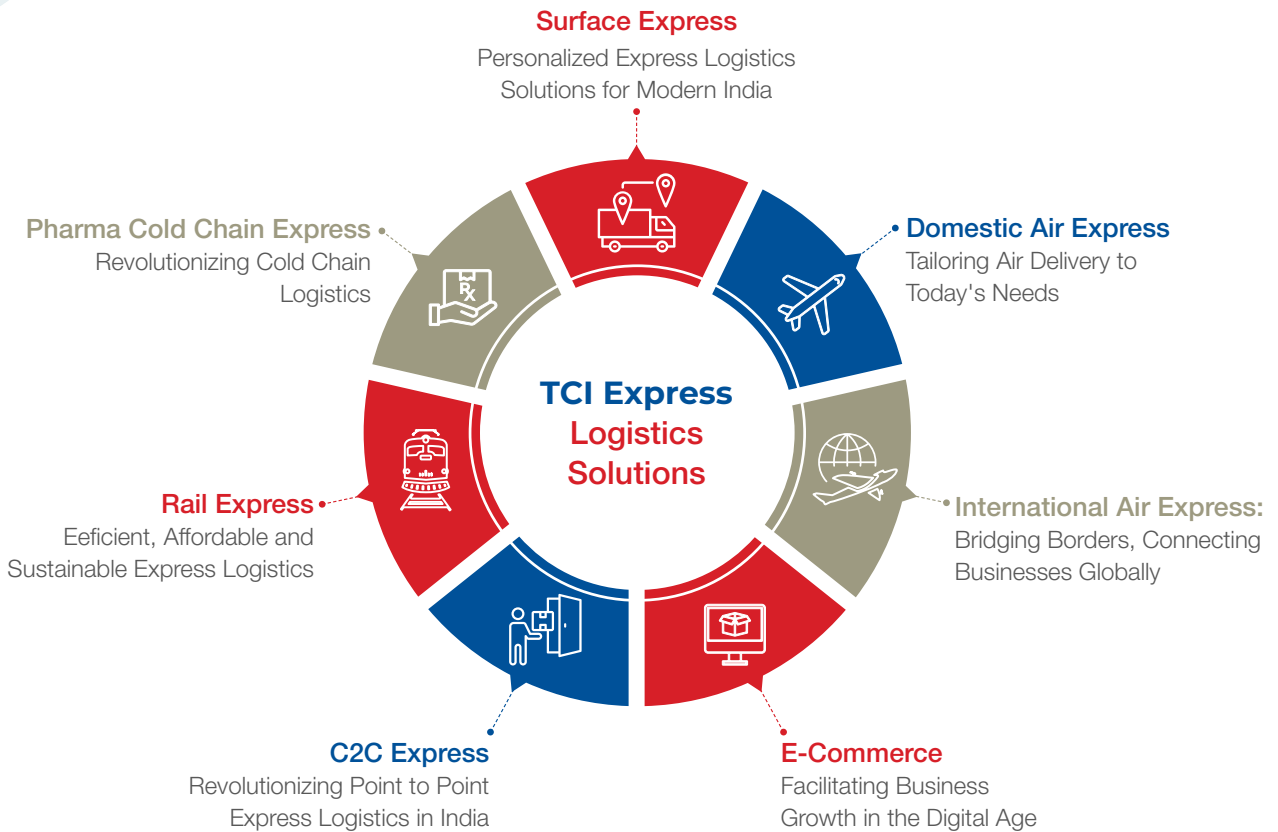 Surface Express
Personalized Express Logistics
Solutions for Modern India
Domestic Air Express
Tailoring Air Delivery to
Today's Needs
International Air Express:
Bridging Borders, Connecting
Businesses Globally
E-Commerce
Facilitating Business
Growth in the Digital Age
C2C Express
Revolutionizing Point to Point
Express Logistics in India
Rail Express
Eeficient, Affordable and
Sustainable Express Logistics
Pharma Cold Chain Express
Revolutionizing Cold Chain
Logistics
Rx
TCI Express
Logistics
Solutions